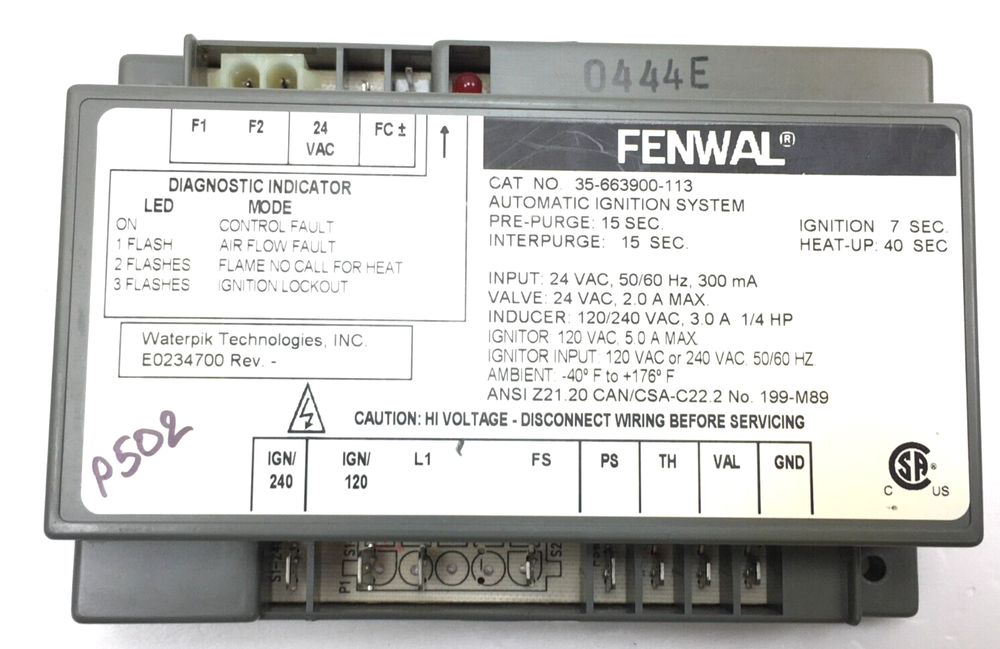 0444E
F1 F2 24 VAC FC ±
DIAGNOSTIC INDICATOR
LED MODE
ON CONTROL FAULT
1 FLASH AIR FLOW FAULT
2 FLASHES FLAME NO CALL FOR HEAT
3 FLASHES IGNITION LOCKOUT
Waterpik Technologies, INC.
E0234700 Rev. -
FENWAL®
CAT NO. 35-663900-113
AUTOMATIC IGNITION SYSTEM
PRE-PURGE: 15 SEC. IGNITION 7 SEC.
INTERPURGE: 15 SEC. HEAT-UP: 40 SEC
INPUT: 24 VAC, 50/60 Hz, 300 mA
VALVE: 24 VAC, 2.0 A MAX.
INDUCER: 120/240 VAC, 3.0 A 1/4 HP
IGNITOR: 120 VAC, 5.0 A MAX
IGNITOR INPUT: 120 VAC or 240 VAC. 50/60 HZ
AMBIENT: -40° F to +176° F
ANSI Z21.20 CAN/CSA-C22.2 No. 199-M89
CAUTION: HI VOLTAGE - DISCONNECT WIRING BEFORE SERVICING
P502
IGN/ 240 IGN/ 120 L1 FS PS TH VAL GND
CSA®
C US
P1 S2